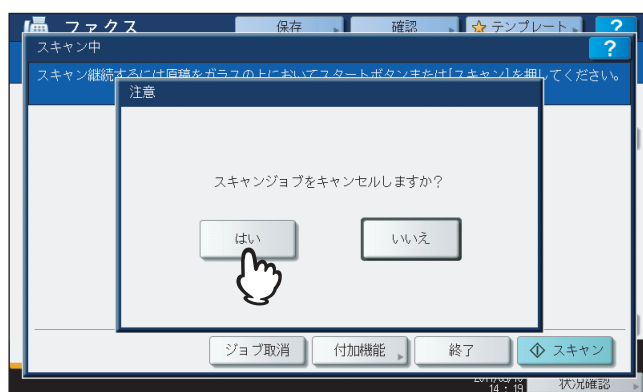 ファクス 保存 確認 テンプレート ?
スキャン中 ?
スキャン継続するには原稿をガラスの上においてスタートボタンまたは[スキャン]を押してください。
注意
スキャンジョブをキャンセルしますか?
はい いいえ
ジョブ取消 付加機能 終了 スキャン
14 : 19 状況確認